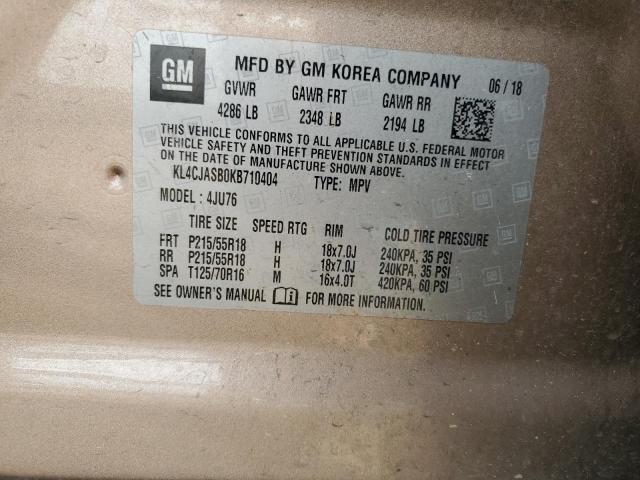 GM
MFD BY GM KOREA COMPANY 06 / 18
GVWR GAWR FRT GAWR RR
4286 LB 2348 LB 2194 LB
THIS VEHICLE CONFORMS TO ALL APPLICABLE U.S. FEDERAL MOTOR
VEHICLE SAFETY AND THEFT PREVENTION STANDARDS IN EFFECT
ON THE DATE OF MANUFACTURE SHOWN ABOVE.
KL4CJASB0KB710404 TYPE: MPV
MODEL : 4JU76
TIRE SIZE SPEED RTG RIM COLD TIRE PRESSURE
FRT P215/55R18 H 18x7.0J 240KPA, 35 PSI
RR P215/55R18 H 18x7.0J 240KPA, 35 PSI
SPA T125/70R16 M 16x4.0T 420KPA, 60 PSI
SEE OWNER'S MANUAL FOR MORE INFORMATION.